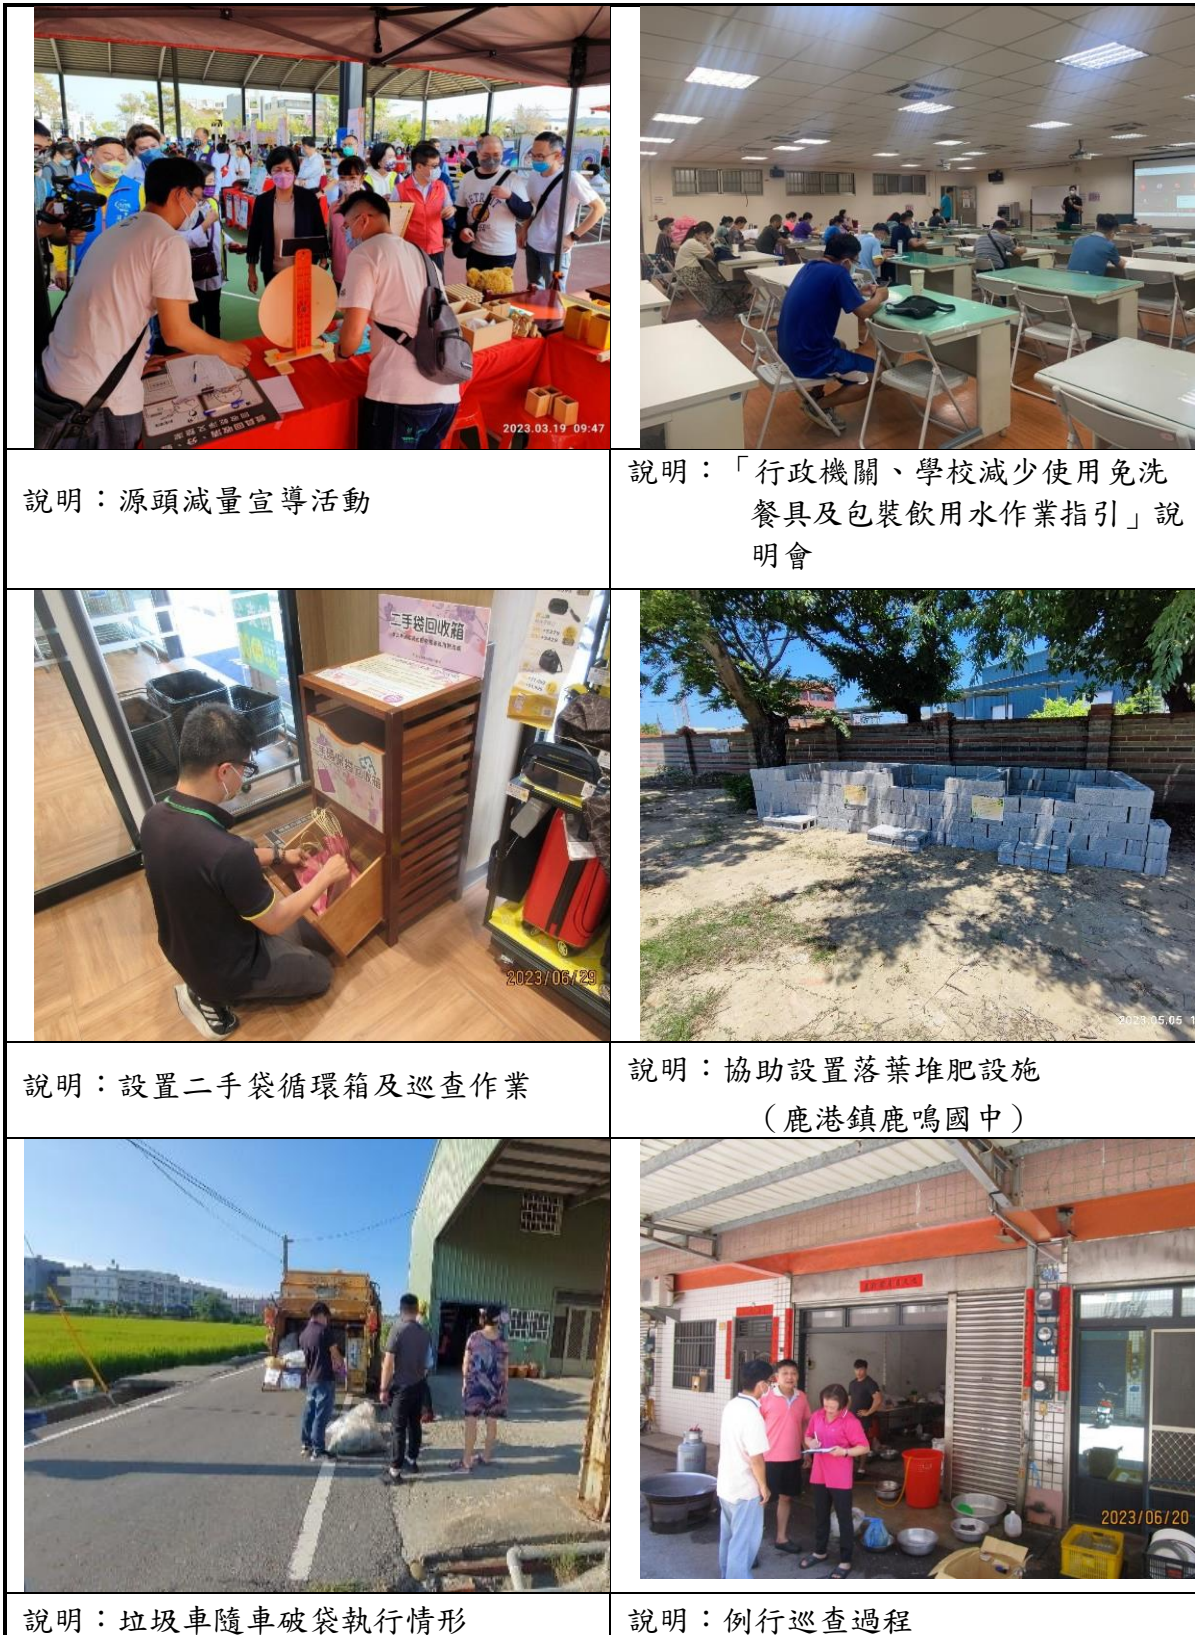 2023.03.19 09:47
說明：源頭減量宣導活動
說明：「行政機關、學校減少使用免洗
餐具及包裝飲用水作業指引」說
明會
二手袋回收箱
2023/06/29
說明：設置二手袋循環箱及巡查作業
2023.05.05 1
說明：協助設置落葉堆肥設施
（鹿港鎮鹿鳴國中）
說明：垃圾車隨車破袋執行情形
2023/06/20
說明：例行巡查過程